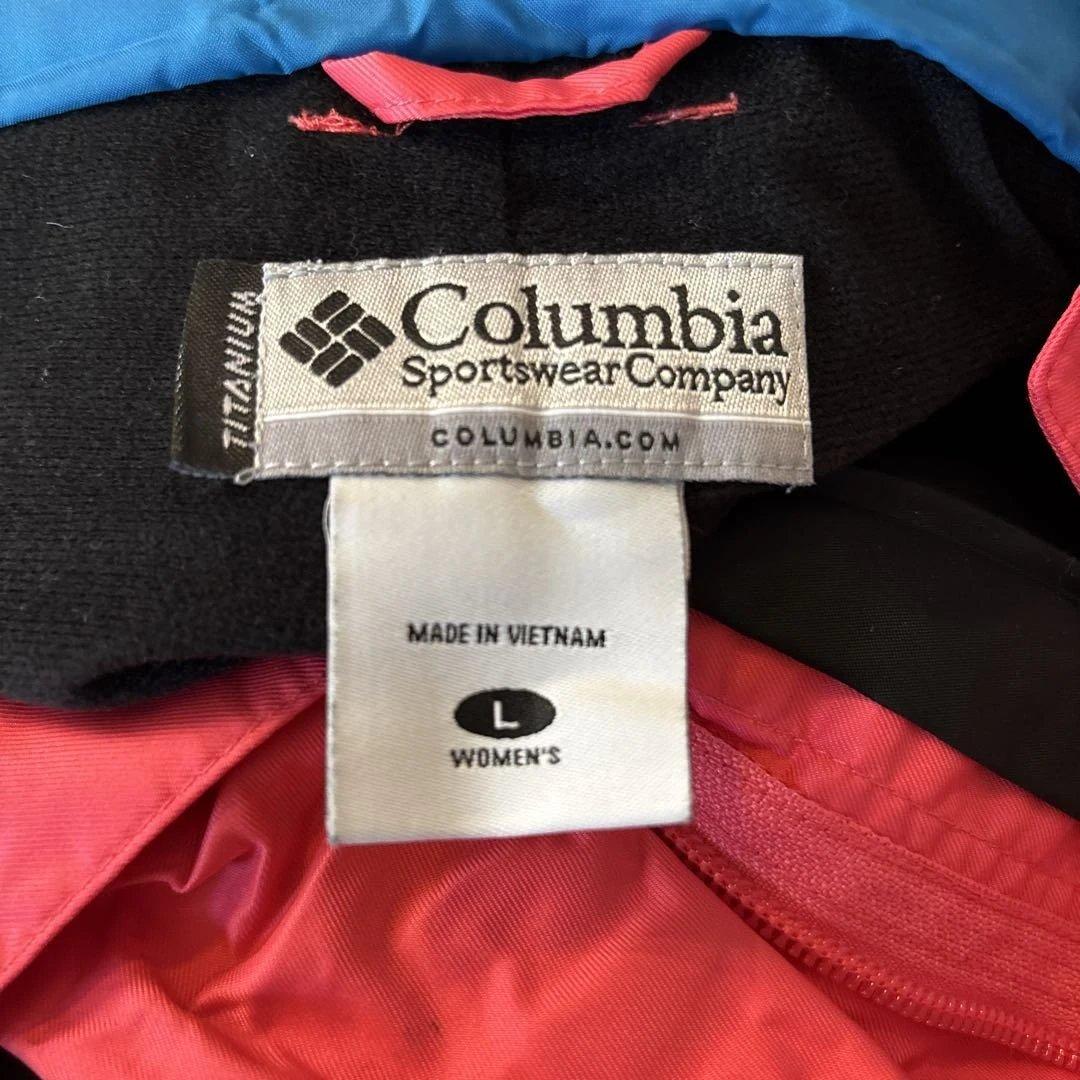 TITANIUM
Columbia
Sportswear Company
COLUMBIA.COM
MADE IN VIETNAM
L
WOMEN'S